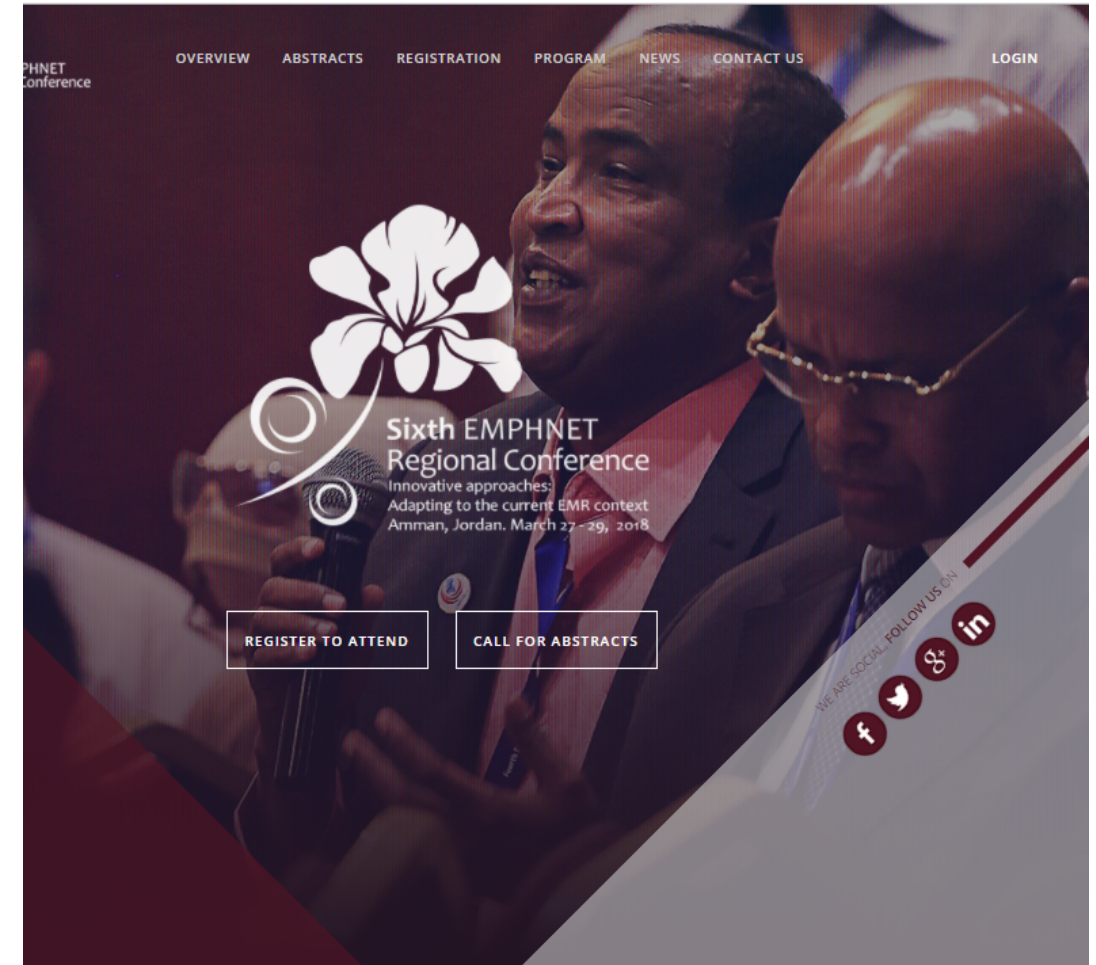 PHNET
Conference
OVERVIEW ABSTRACTS REGISTRATION PROGRAM NEWS CONTACT US LOGIN
Sixth EMPHNET
Regional Conference
Innovative approaches:
Adapting to the current EMR context
Amman, Jordan. March 27 - 29, 2018
REGISTER TO ATTEND CALL FOR ABSTRACTS
WE ARE SOCIAL, FOLLOW US ON
f g+ in